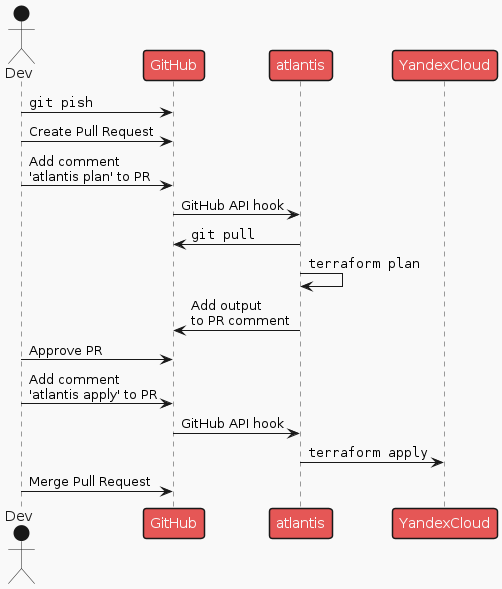 Dev
GitHub
atlantis
YandexCloud
git pish
Create Pull Request
Add comment
'atlantis plan' to PR
GitHub API hook
git pull
terraform plan
Add output
to PR comment
Approve PR
Add comment
'atlantis apply' to PR
GitHub API hook
terraform apply
Merge Pull Request
Dev
GitHub
atlantis
YandexCloud